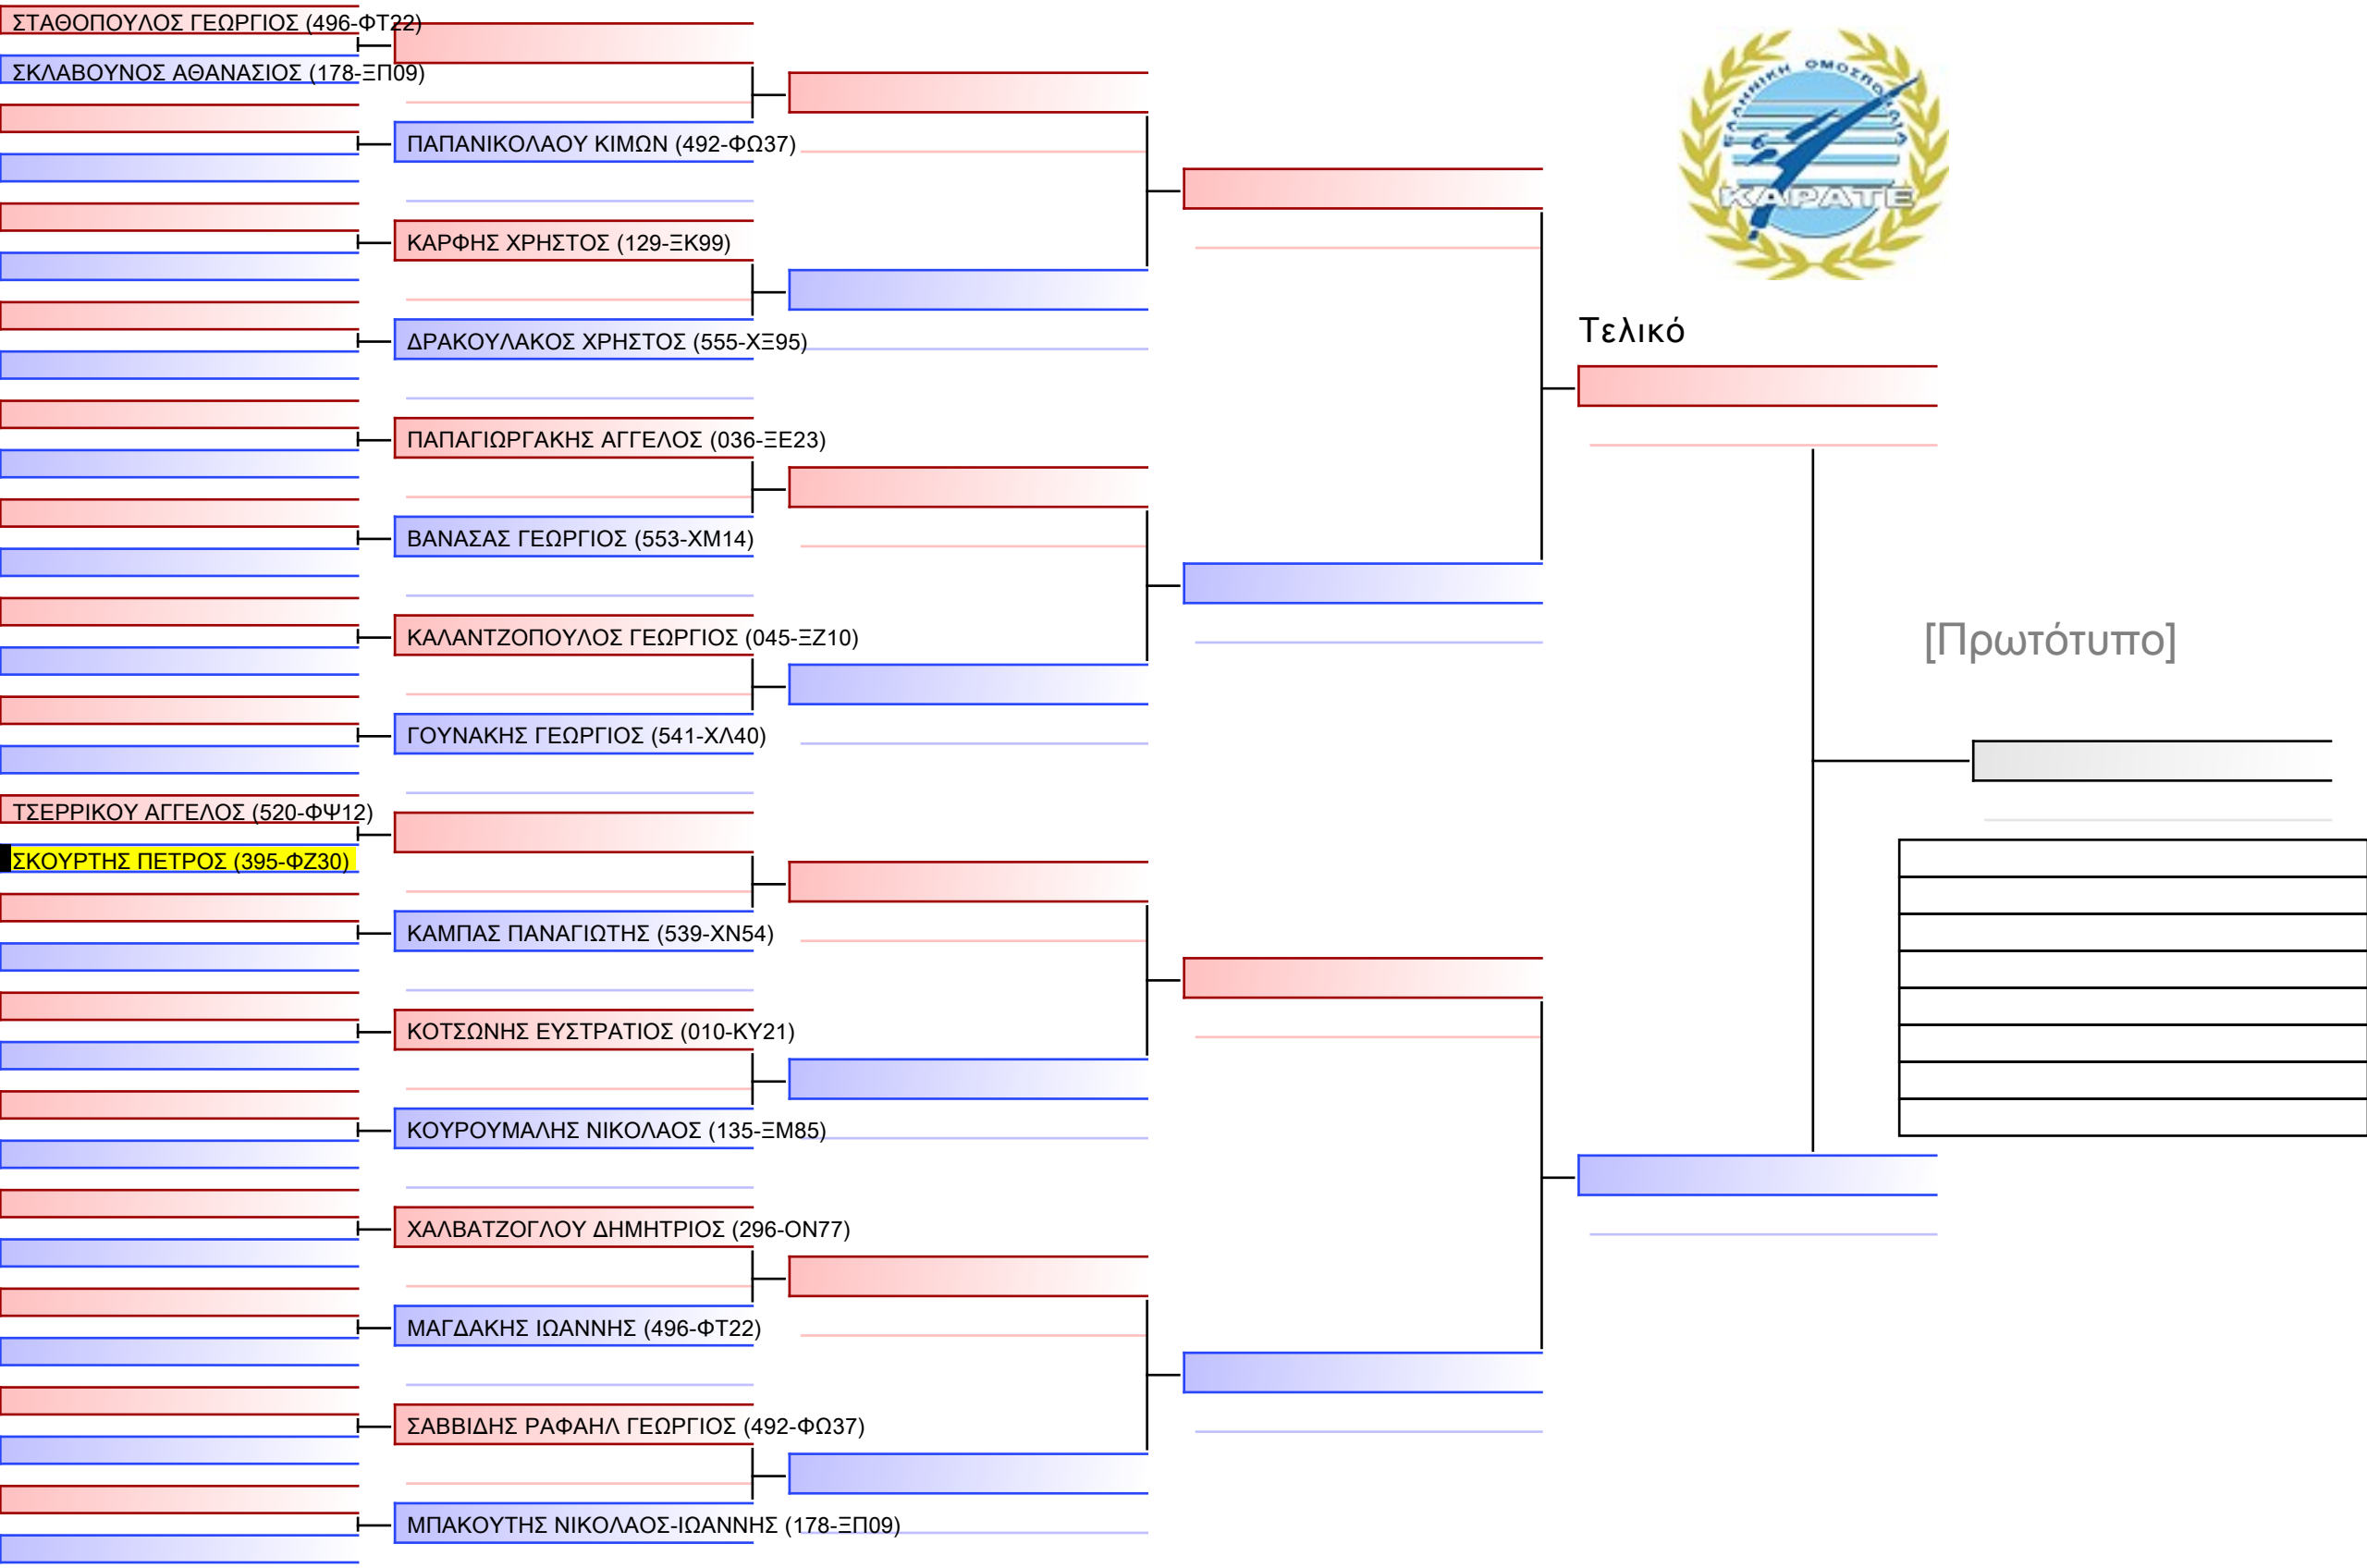 ΣΤΑΘΟΠΟΥΛΟΣ ΓΕΩΡΓΙΟΣ (496-ΦΤ22)
ΣΚΛΑΒΟΥΝΟΣ ΑΘΑΝΑΣΙΟΣ (178-ΞΠ09)
ΠΑΠΑΝΙΚΟΛΑΟΥ ΚΙΜΩΝ (492-ΦΩ37)
ΚΑΡΦΗΣ ΧΡΗΣΤΟΣ (129-ΞΚ99)
ΔΡΑΚΟΥΛΑΚΟΣ ΧΡΗΣΤΟΣ (555-ΧΞ95)
ΠΑΠΑΓΙΩΡΓΑΚΗΣ ΑΓΓΕΛΟΣ (036-ΞΕ23)
ΒΑΝΑΣΑΣ ΓΕΩΡΓΙΟΣ (553-ΧΜ14)
ΚΑΛΑΝΤΖΟΠΟΥΛΟΣ ΓΕΩΡΓΙΟΣ (045-ΞΖ10)
ΓΟΥΝΑΚΗΣ ΓΕΩΡΓΙΟΣ (541-ΧΛ40)
ΤΣΕΡΡΙΚΟΥ ΑΓΓΕΛΟΣ (520-ΦΨ12)
ΣΚΟΥΡΤΗΣ ΠΕΤΡΟΣ (395-ΦΖ30)
ΚΑΜΠΑΣ ΠΑΝΑΓΙΩΤΗΣ (539-ΧΝ54)
ΚΟΤΣΩΝΗΣ ΕΥΣΤΡΑΤΙΟΣ (010-ΚΥ21)
ΚΟΥΡΟΥΜΑΛΗΣ ΝΙΚΟΛΑΟΣ (135-ΞΜ85)
ΧΑΛΒΑΤΖΟΓΛΟΥ ΔΗΜΗΤΡΙΟΣ (296-ΟΝ77)
ΜΑΓΔΑΚΗΣ ΙΩΑΝΝΗΣ (496-ΦΤ22)
ΣΑΒΒΙΔΗΣ ΡΑΦΑΗΛ ΓΕΩΡΓΙΟΣ (492-ΦΩ37)
ΜΠΑΚΟΥΤΗΣ ΝΙΚΟΛΑΟΣ-ΙΩΑΝΝΗΣ (178-ΞΠ09)
ΕΛΛΗΝΙΚΗ ΟΜΟΣΠΟΝΔΙΑ
ΚΑΡΑΤΕ
Τελικό
[Πρωτότυπο]